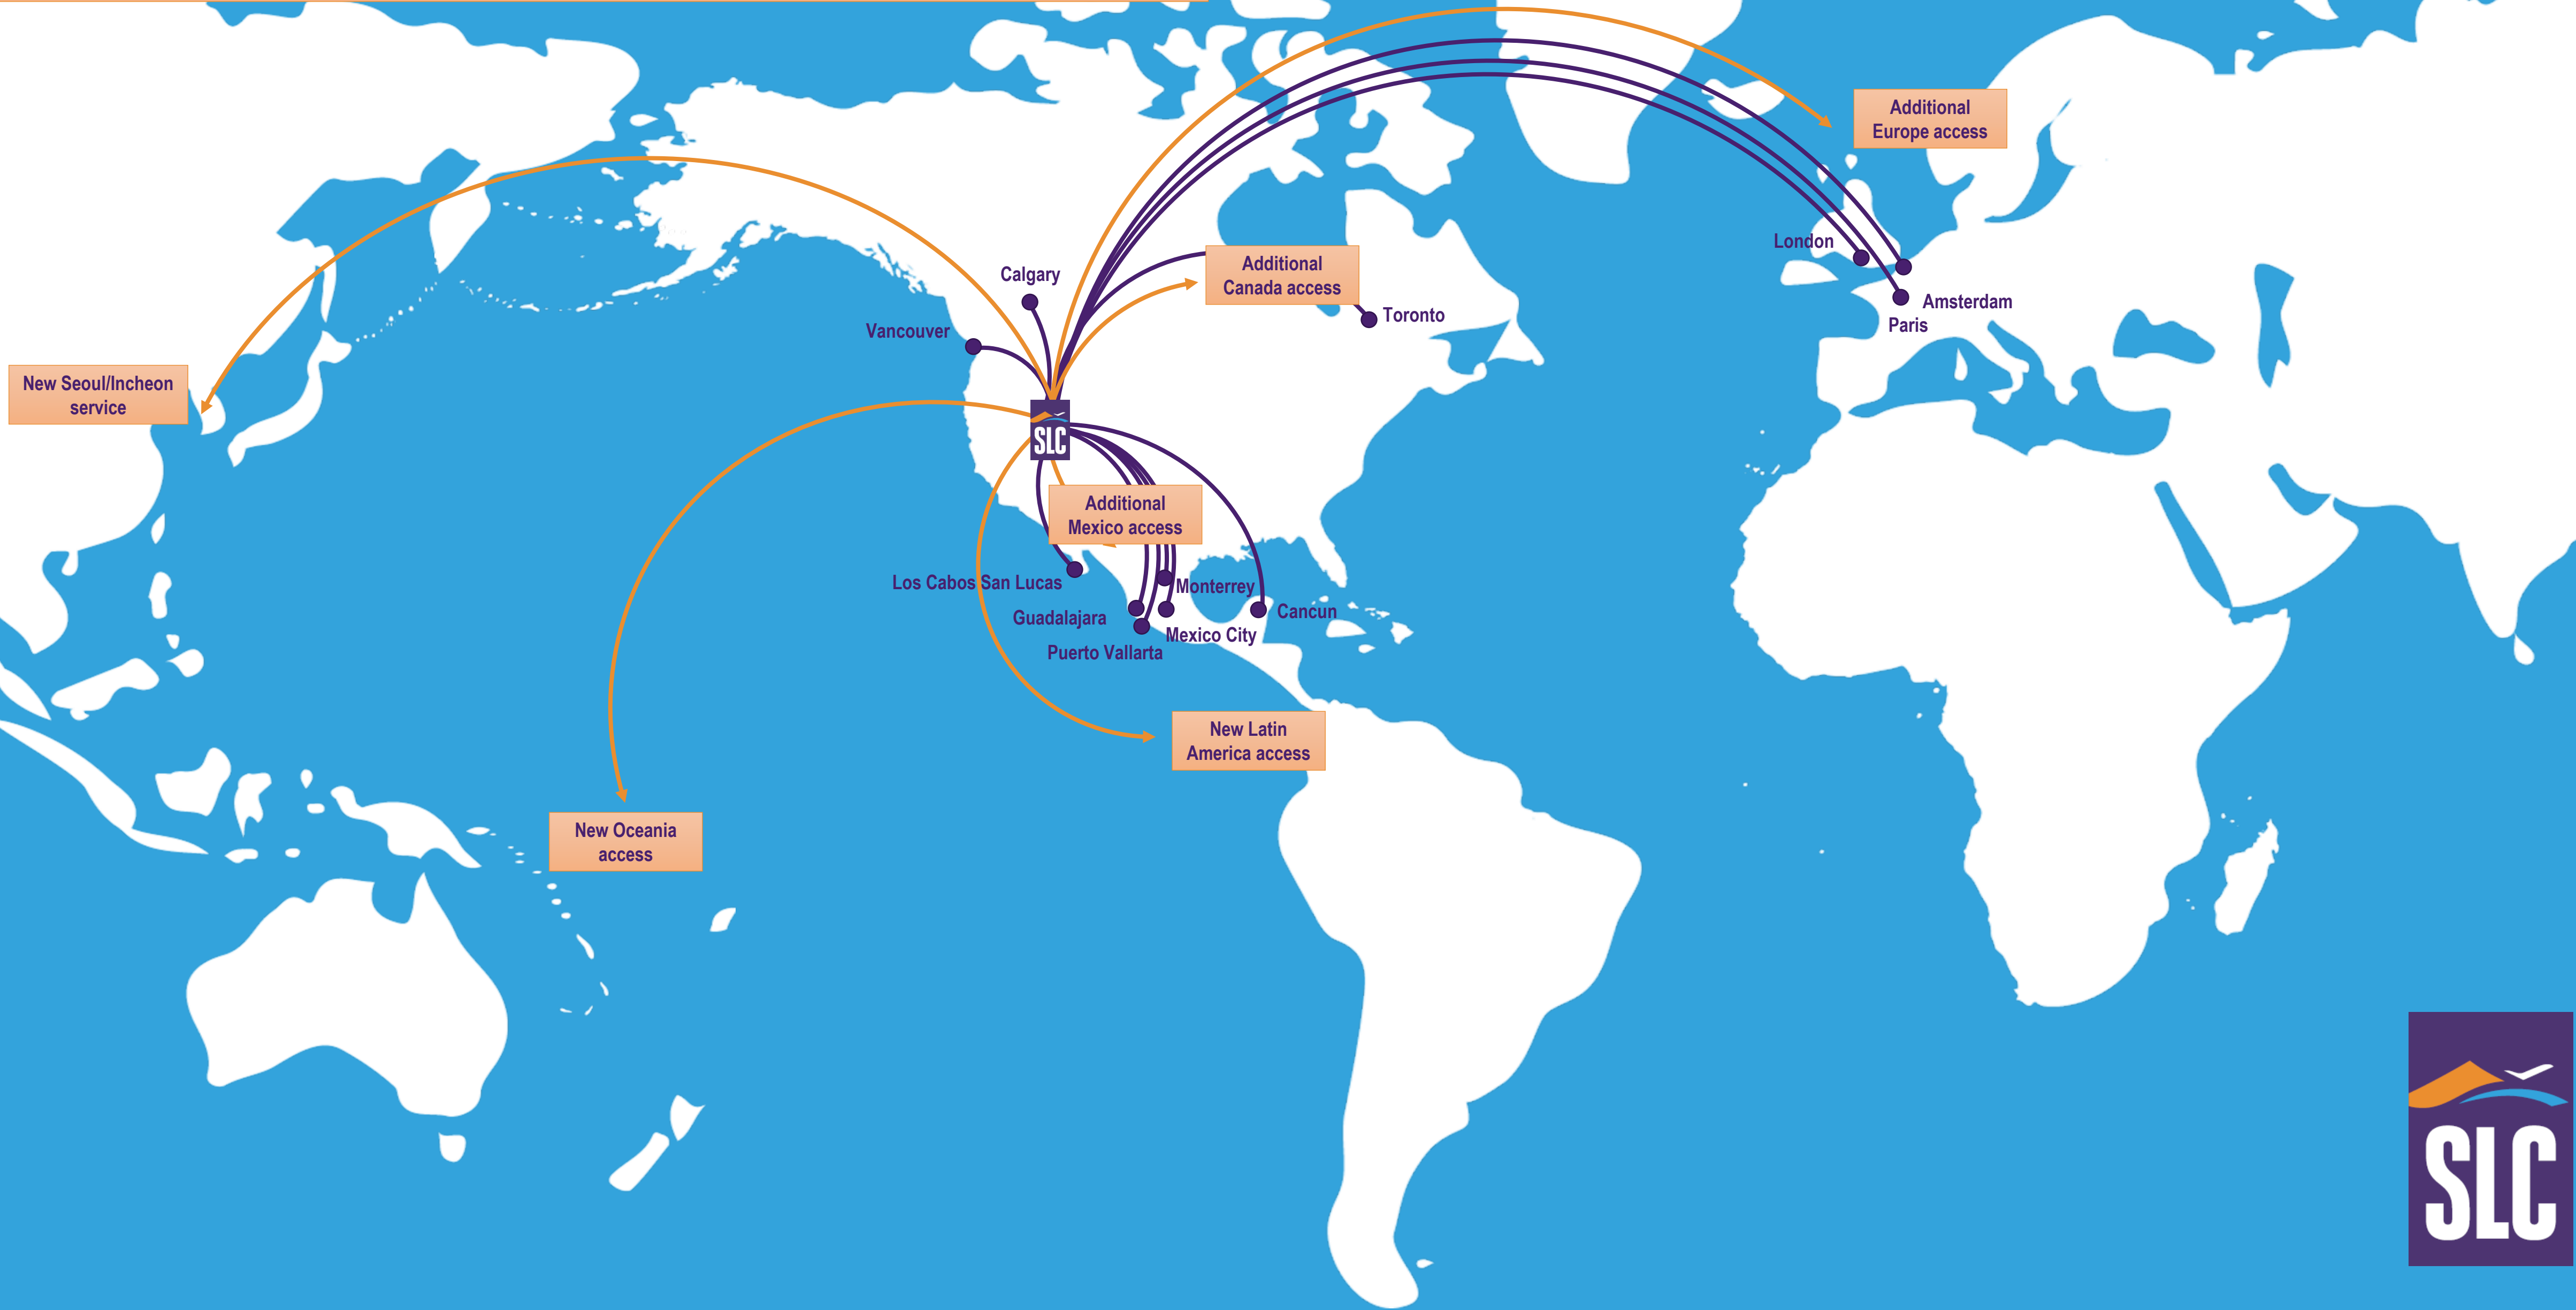 Additional
Europe access
London
Additional
Canada access
Calgary
Amsterdam
Toronto
Paris
Vancouver
New Seoul/Incheon
service
SLC
Additional
Mexico access
Los Cabos San Lucas
Monterrey
Guadalajara
Cancun
Mexico City
Puerto Vallarta
New Latin
America access
New Oceania
access
SLC